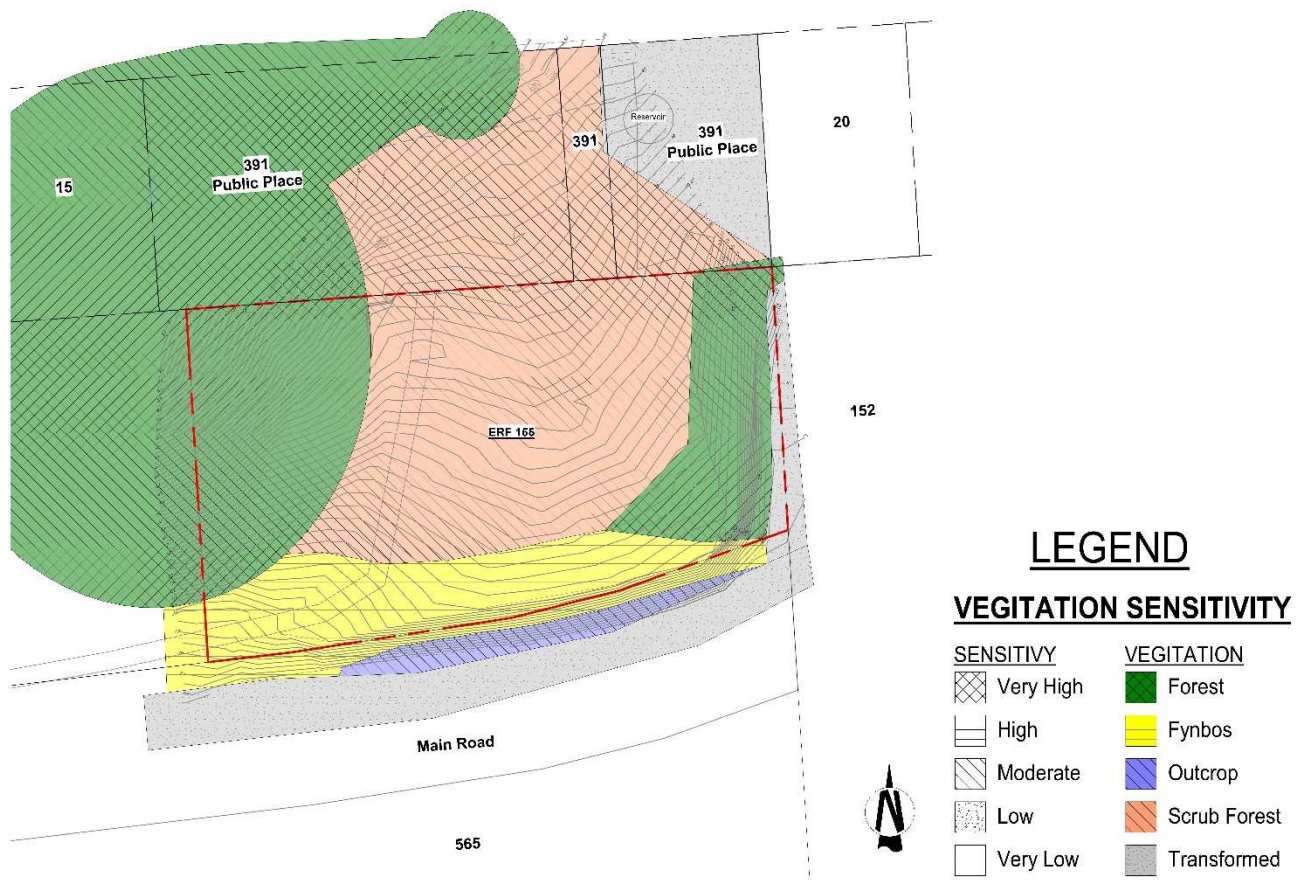 Reservoir
20
391
391
Public Place
391
Public Place
15
ERF 165
152
Main Road
565
N
LEGEND
VEGITATION SENSITIVITY
SENSITIVY VEGITATION
Very High Forest
High Fynbos
Moderate Outcrop
Low Scrub Forest
Very Low Transformed